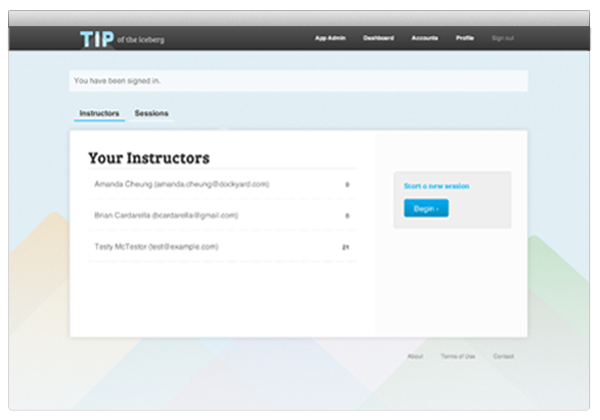 TIP of the Iceberg
App Admin Dashboard Accounts Profile Sign out
You have been signed in.
Instructors Sessions
Your Instructors
Amanda Cheung (amanda.cheung@dockyard.com) 0
Start a new session
Begin ›
Brian Cardarella (bcardarella@gmail.com) 0
Testy McTestor (test@example.com) 21
About Terms of Use Contact